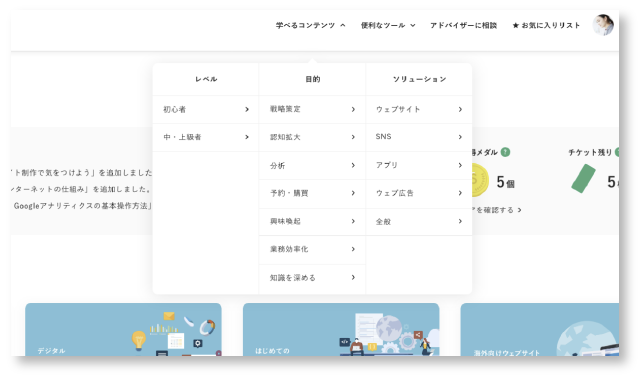 学べるコンテンツ 便利なツール アドバイザーに相談 ★ お気に入りリスト
レベル 目的 ソリューション
初心者 戦略策定 ウェブサイト
中・上級者 認知拡大 SNS
分析 アプリ
予約・購買 ウェブ広告
興味喚起 全般
業務効率化
知識を深める
ト制作で気をつけよう」を追加しました
ンターネットの仕組み」を追加しました。
Googleアナリティクスの基本操作方法」
メダル ? チケット残り ?
5個 5
を確認する
デジタル はじめての 海外向けウェブサイト